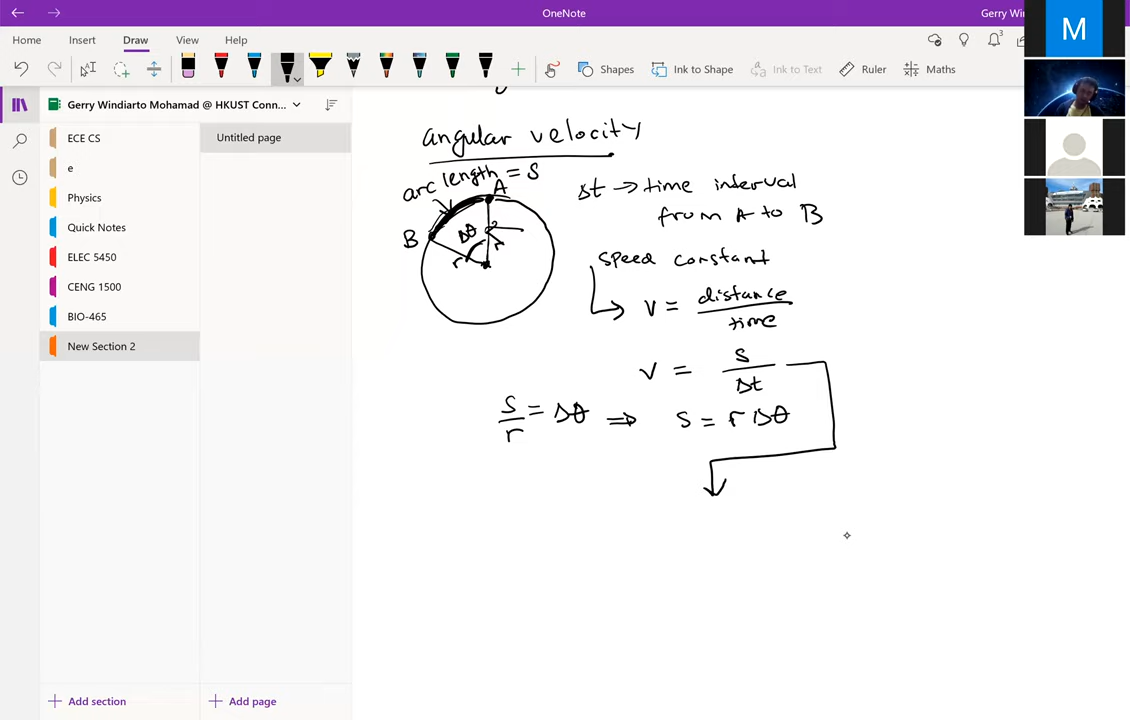 OneNote
Gerry Win
M
Home
Insert
Draw
View
Help
3
Shapes
Ink to Shape
Ink to Text
Ruler
Maths
Gerry Windiarto Mohamad @ HKUST Conn...
ECE CS
e
Physics
Quick Notes
ELEC 5450
CENG 1500
BIO-465
New Section 2
Untitled page
Add section
Add page
angular velocity
arc length = S
A
B
Δθ
r
r
Δt → time interval
from A to B
speed constant
v = distance / time
v = s / Δt
s / r = Δθ ⇒ s = r Δθ